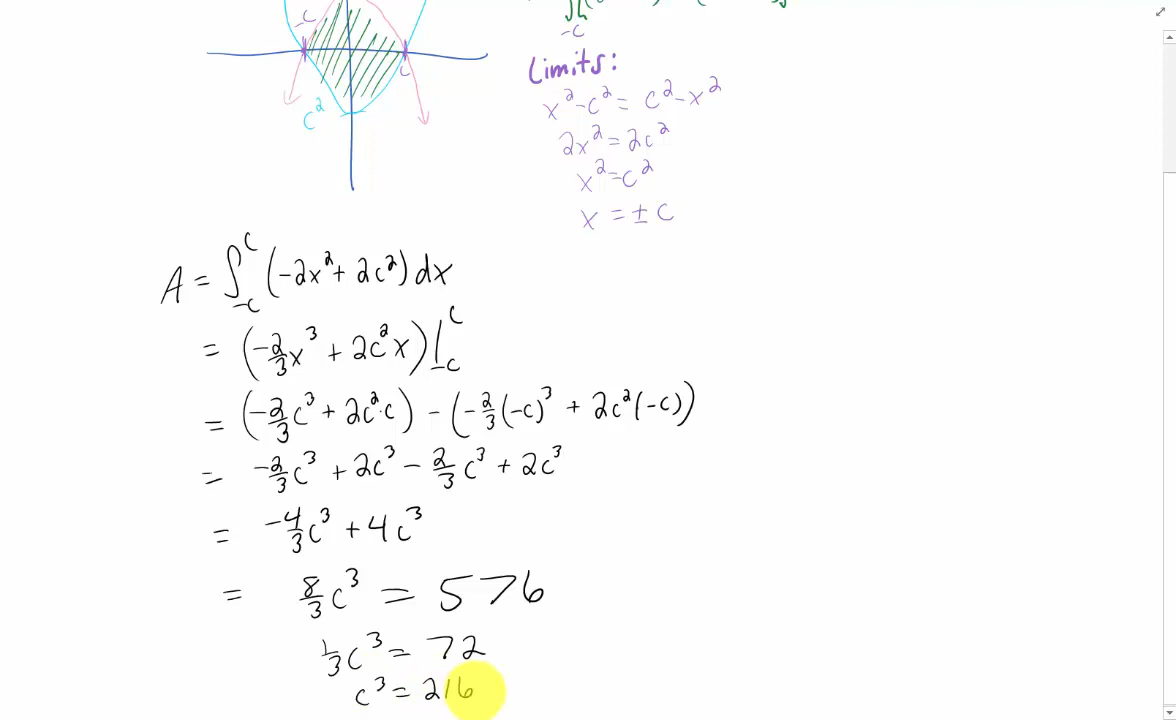 -c
-c
c
c²
Limits:
x² - c² = c² - x²
2x² = 2c²
x² = c²
x = ± c
A = ∫_{-c}^{c} (-2x² + 2c²) dx
= (-2/3 x³ + 2c² x) |_{-c}^{c}
= (-2/3 c³ + 2c²·c) - (-2/3 (-c)³ + 2c² (-c))
= -2/3 c³ + 2c³ - 2/3 c³ + 2c³
= -4/3 c³ + 4c³
= 8/3 c³ = 576
1/3 c³ = 72
c³ = 216